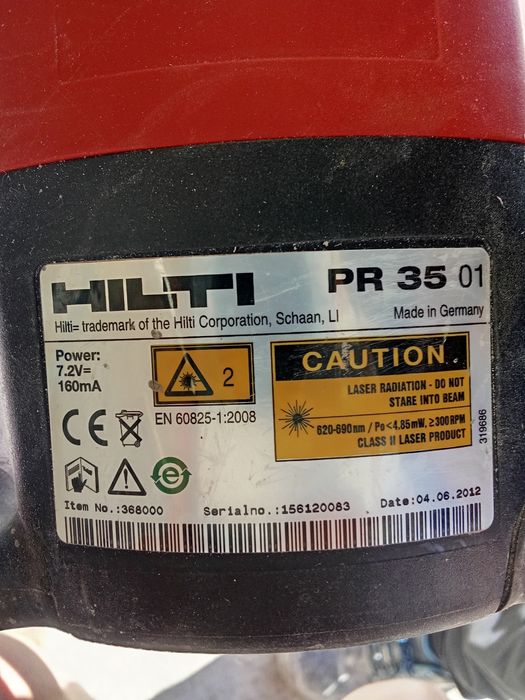 HILTI
PR 35 01
Hilti= trademark of the Hilti Corporation, Schaan, LI
Made in Germany
Power:
7.2V=
160mA
2
EN 60825-1:2008
CE
CAUTION
LASER RADIATION - DO NOT
STARE INTO BEAM
620-690nm / Po<4.85mW, ≥300RPM
CLASS II LASER PRODUCT
319686
Item No.:368000
Serialno.:156120083
Date:04.06.2012